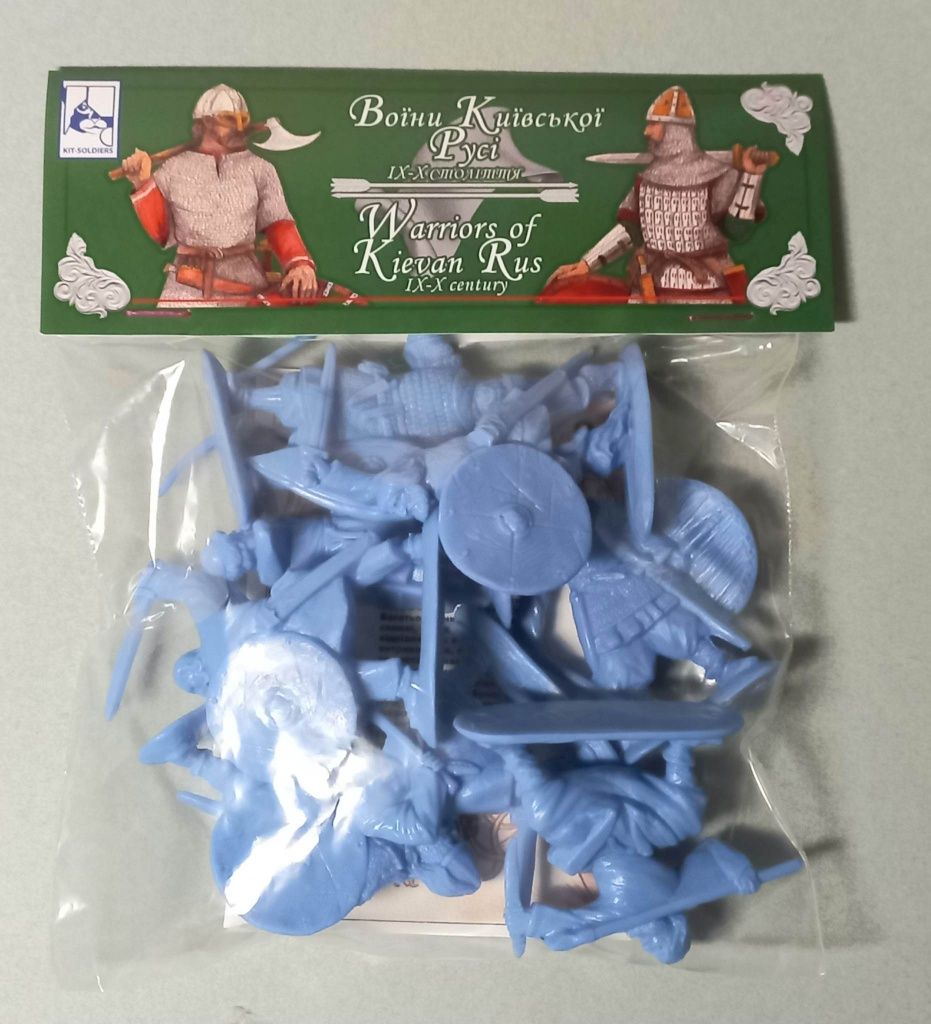 KIT-SOLDIERS
Воїни Київської
Русі
IX-X століття
Warriors of
Kievan Rus
IX-X century